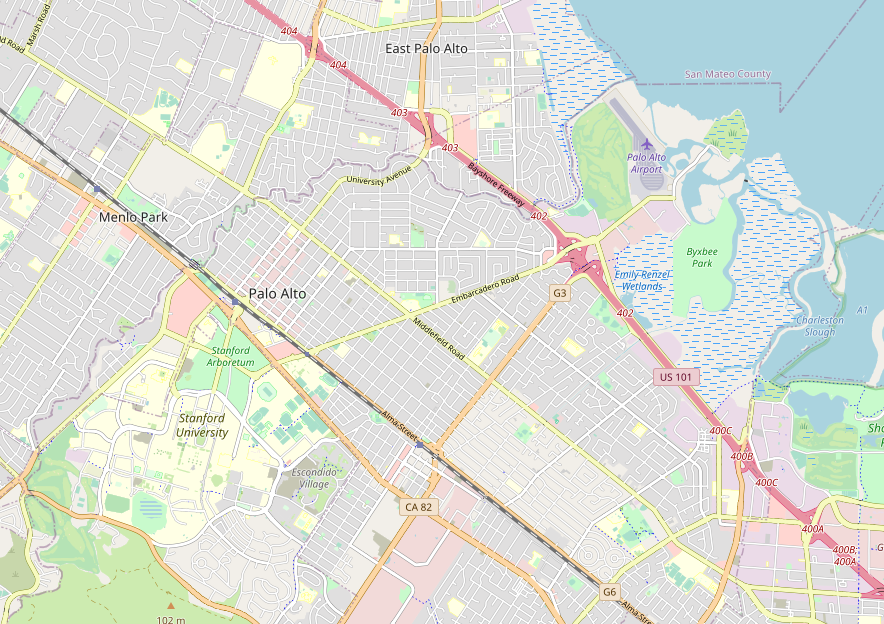 404
Marsh Road
Road
East Palo Alto
404
San Mateo County
403
403
Palo Alto
Airport
University Avenue
Bayshore Freeway
Menlo Park
402
Byxbee
Park
Emily Renzel
Wetlands
Embarcadero Road
G3
Palo Alto
402
A1
Charleston
Slough
Middlefield Road
Stanford
Arboretum
US 101
Stanford
University
Alma Street
400C
400B
Escondido
Village
400C
CA 82
400A
400B
400A
G6
Alma Stre
102 m